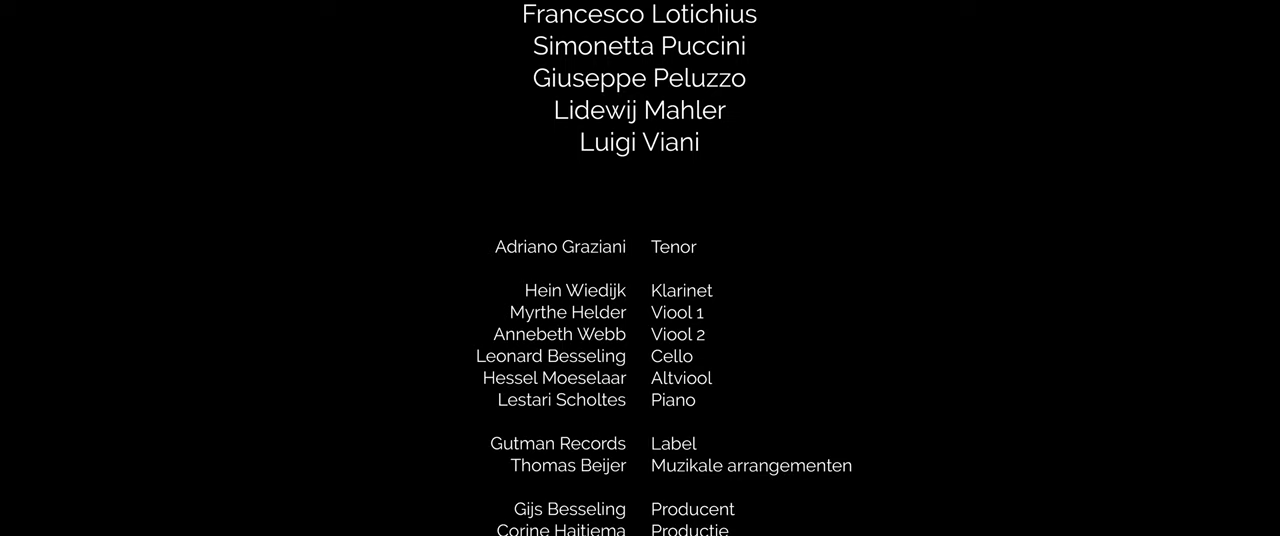 Francesco Lotichius
Simonetta Puccini
Giuseppe Peluzzo
Lidewij Mahler
Luigi Viani
Adriano Graziani Tenor
Hein Wiedijk Klarinet
Myrthe Helder Viool 1
Annebeth Webb Viool 2
Leonard Besseling Cello
Hessel Moeselaar Altviool
Lestari Scholtes Piano
Gutman Records Label
Thomas Beijer Muzikale arrangementen
Gijs Besseling Producent
Corine Haitjema Productie